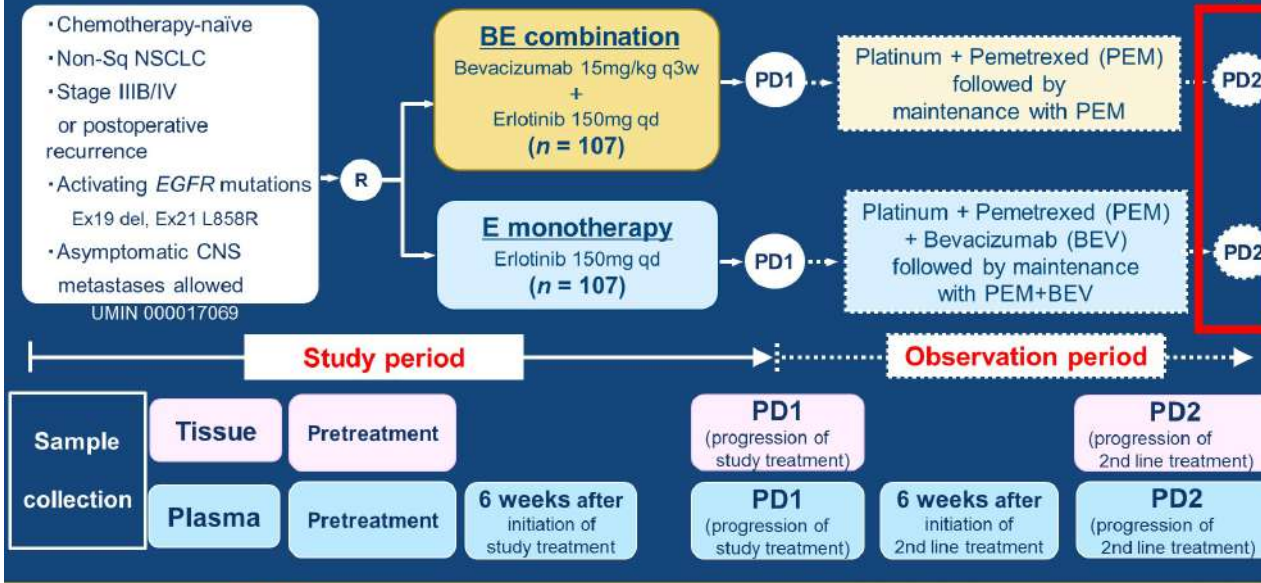 ・Chemotherapy-naïve
・Non-Sq NSCLC
・Stage IIIB/IV
or postoperative
recurrence
・Activating EGFR mutations
Ex19 del, Ex21 L858R
・Asymptomatic CNS
metastases allowed
UMIN 000017069
R
BE combination
Bevacizumab 15mg/kg q3w
+
Erlotinib 150mg qd
(n = 107)
PD1
Platinum + Pemetrexed (PEM)
followed by
maintenance with PEM
PD2
E monotherapy
Erlotinib 150mg qd
(n = 107)
PD1
Platinum + Pemetrexed (PEM)
+ Bevacizumab (BEV)
followed by maintenance
with PEM+BEV
PD2
Study period
Observation period
Sample
collection
Tissue
Pretreatment
PD1
(progression of
study treatment)
PD2
(progression of
2nd line treatment)
Plasma
Pretreatment
6 weeks after
initiation of
study treatment
PD1
(progression of
study treatment)
6 weeks after
initiation of
2nd line treatment
PD2
(progression of
2nd line treatment)